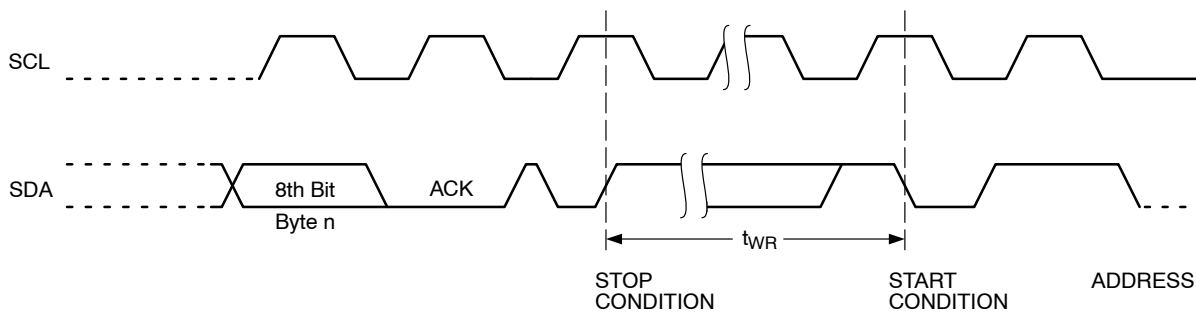 SCL
SDA
8th Bit
Byte n
ACK
tWR
STOP
CONDITION
START
CONDITION
ADDRESS